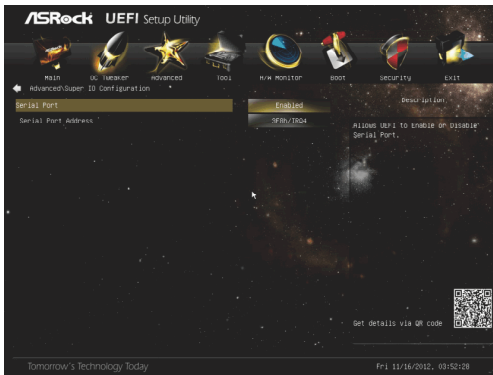 ASRock UEFI Setup Utility
Main OC Tweaker Advanced Tool H/W Monitor Boot Security Exit
Advanced\Super IO Configuration
Description
Serial Port Enabled
Serial Port Address 3F8h/IRQ4
Allows UEFI to Enable or Disable
Serial Port.
Get details via QR code
Tomorrow's Technology Today Fri 11/16/2012, 03:52:28